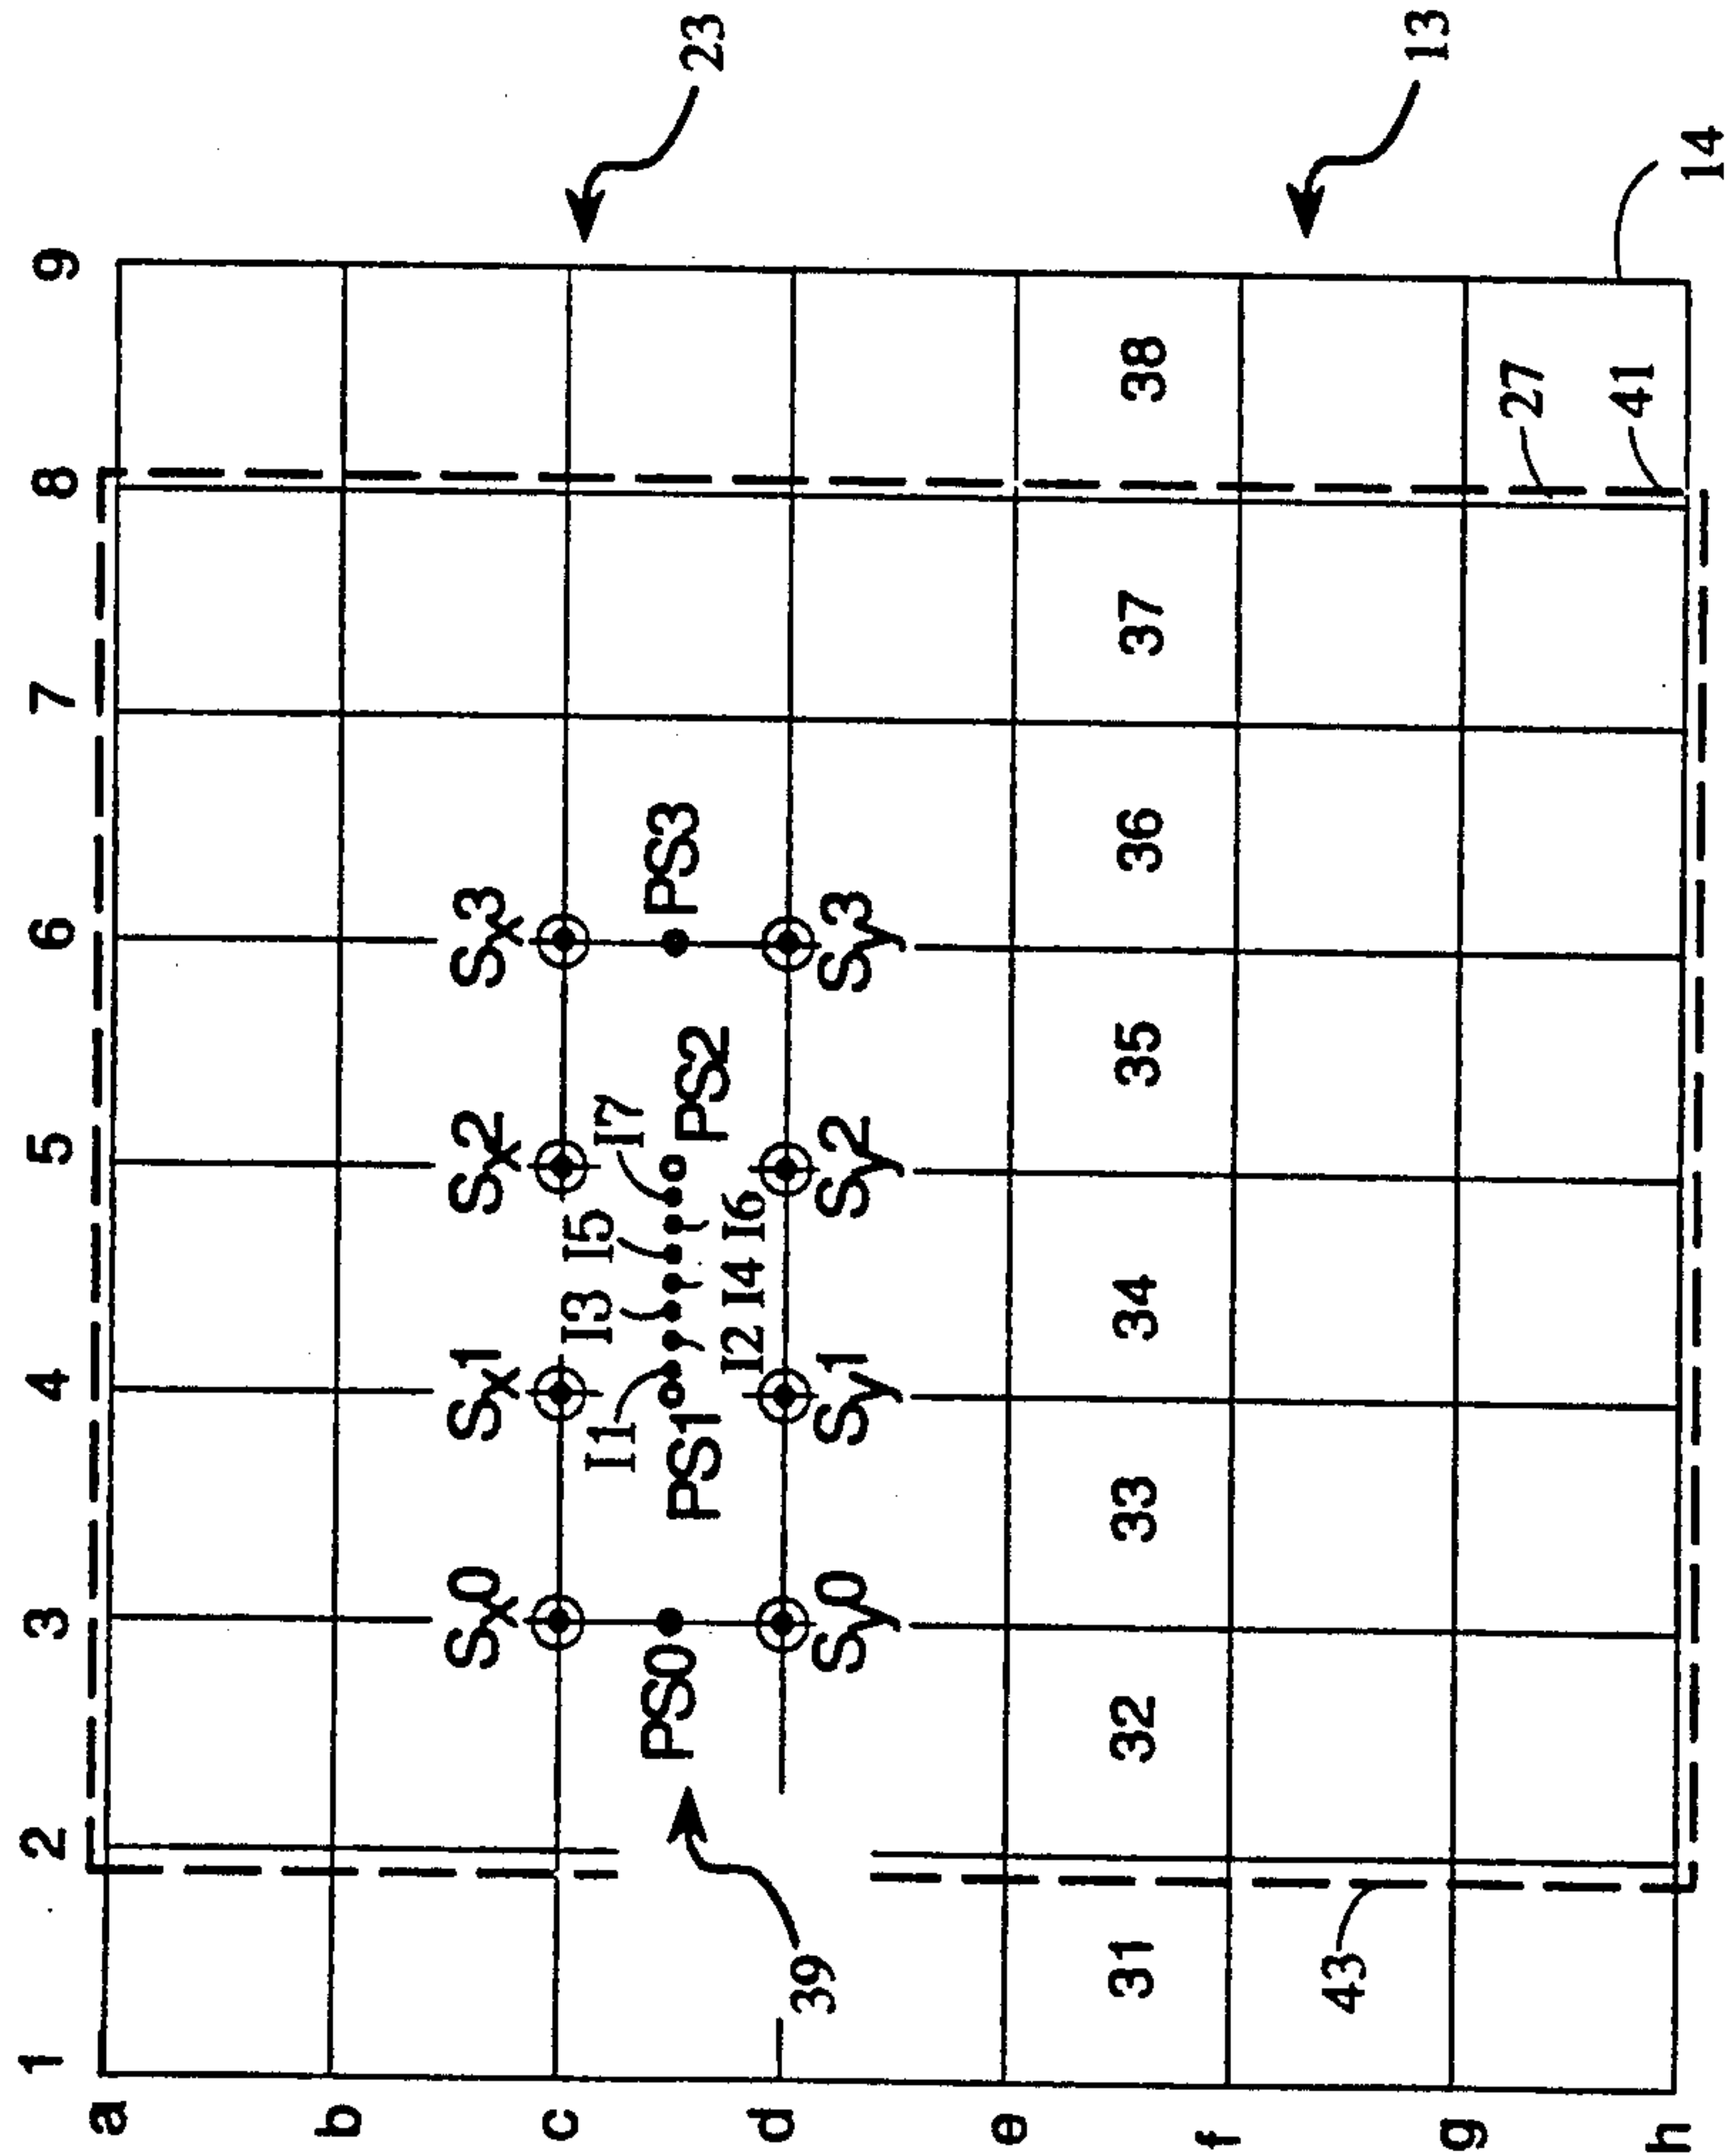 1 2 3 4 5 6 7 8 9
a
b
Sx0 Sx1 Sx2 Sx3
23
c
I1 I3 I5 I7
PS0 PS1 PS2 PS3
I2 I4 I6
d
39
Sy0 Sy1 Sy2 Sy3
e
31 32 33 34 35 36 37 38
f
13
43
g
27
41
h
14